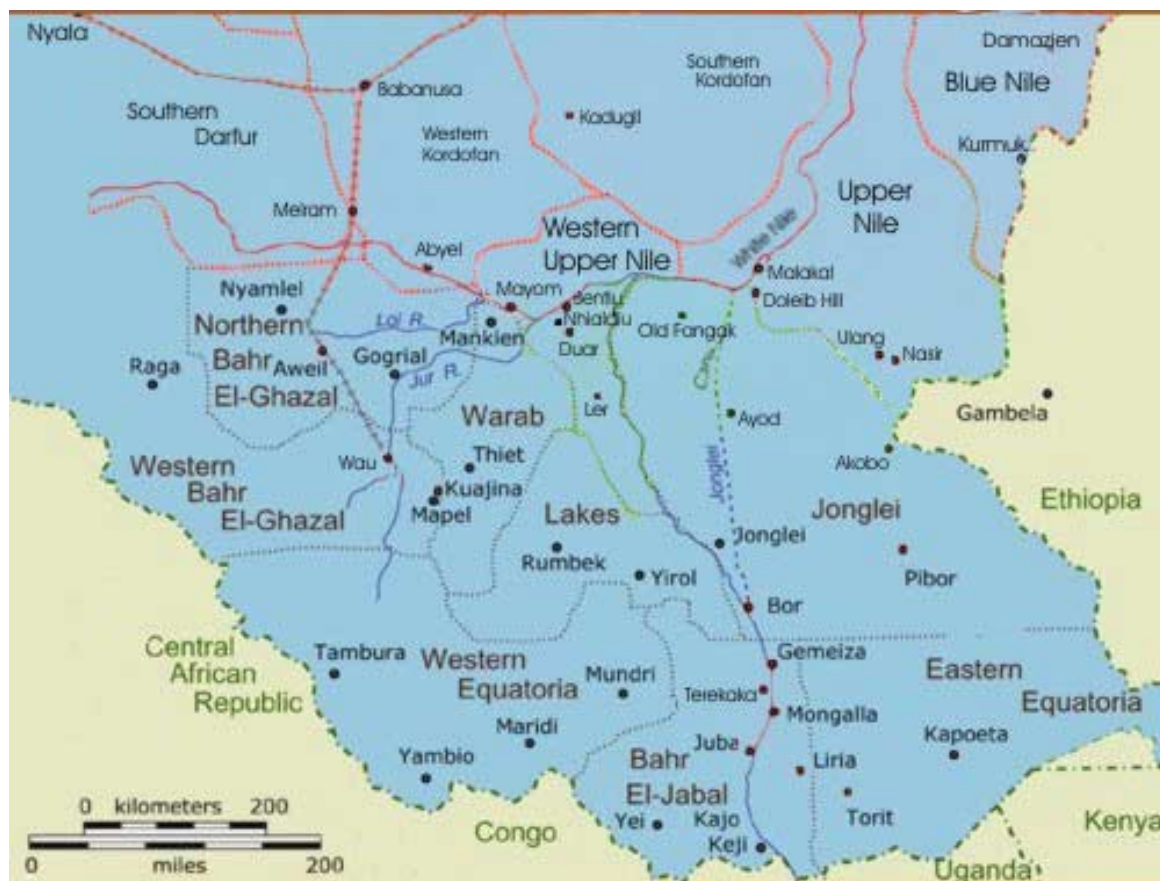 Nyala
Damazien
Southern
Kordofan
Blue Nile
Babanusa
Southern
Darfur
Kadugli
Western
Kordofan
Kurmuk
Upper
Nile
Meiram
White Nile
Western
Upper Nile
Abyei
Malakal
Nyamlel
Mayom
Bentiu
Doleib Hill
Northern
Bahr
El-Ghazal
Lol R.
Mankien
Nhialdiu
Old Fangak
Duar
Ulang
Nasir
Raga
Aweil
Gogrial
Jur R.
Canal
Ler
Ayod
Gambela
Warab
Thiet
Wau
Akobo
Western
Bahr
El-Ghazal
Kuajina
Mapel
Jonglei
Ethiopia
Lakes
Jonglei
Rumbek
Jonglei
Pibor
Yirol
Bor
Central
African
Republic
Tambura
Western
Equatoria
Mundri
Gemeiza
Eastern
Equatoria
Terekaka
Mongalla
Maridi
Juba
Kapoeta
Yambio
Bahr
El-Jabal
Liria
Torit
Yei
Kajo
Keji
Congo
Kenya
Uganda
0 kilometers 200
0 miles 200